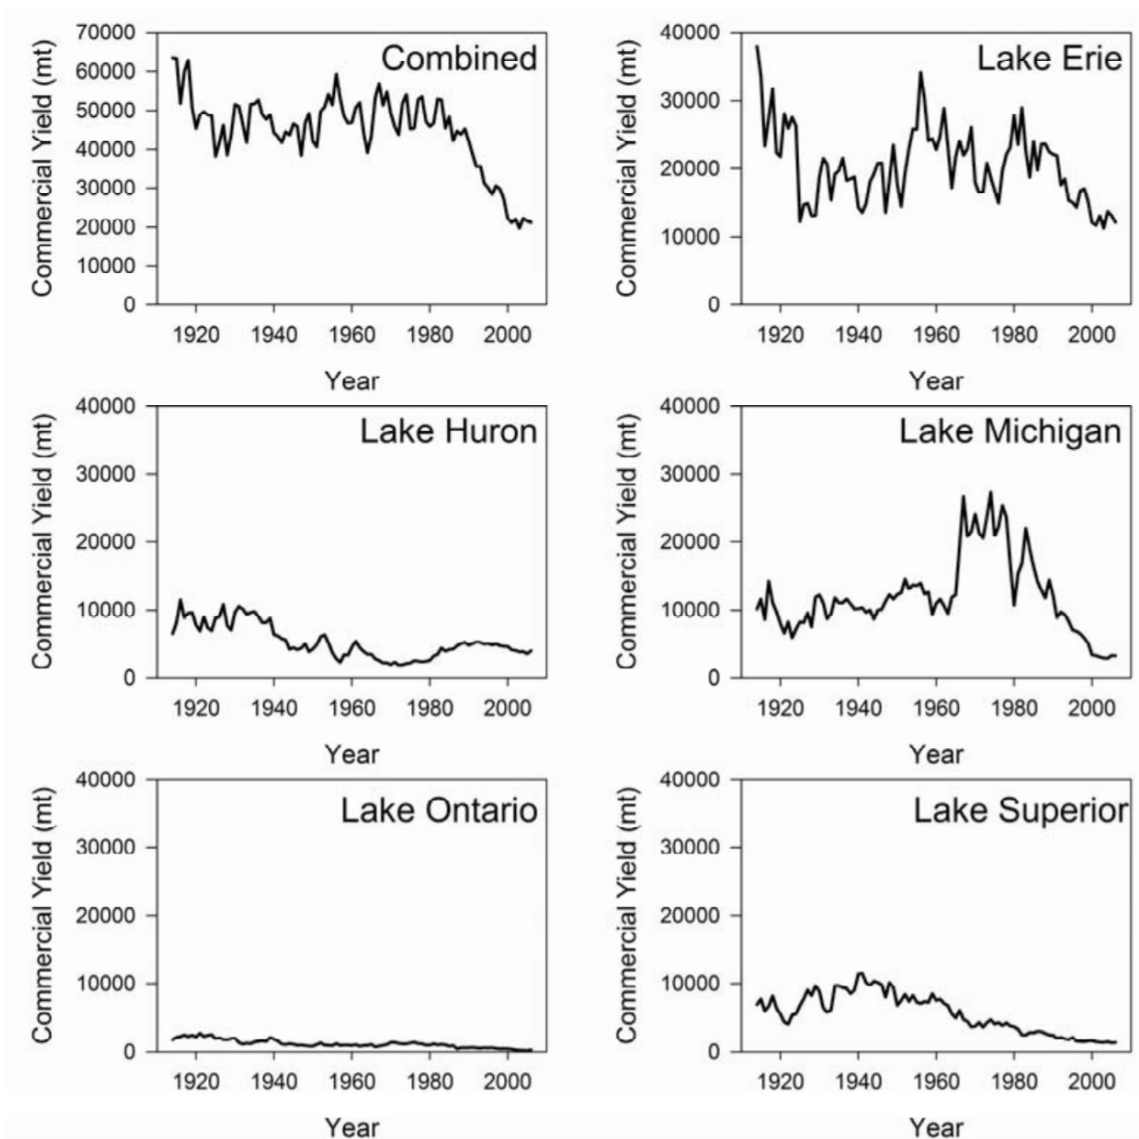 Combined
Commercial Yield (mt)
70000
60000
50000
40000
30000
20000
10000
0
1920 1940 1960 1980 2000
Year
Lake Erie
Commercial Yield (mt)
40000
30000
20000
10000
0
1920 1940 1960 1980 2000
Year
Lake Huron
Commercial Yield (mt)
40000
30000
20000
10000
0
1920 1940 1960 1980 2000
Year
Lake Michigan
Commercial Yield (mt)
40000
30000
20000
10000
0
1920 1940 1960 1980 2000
Year
Lake Ontario
Commercial Yield (mt)
40000
30000
20000
10000
0
1920 1940 1960 1980 2000
Year
Lake Superior
Commercial Yield (mt)
40000
30000
20000
10000
0
1920 1940 1960 1980 2000
Year